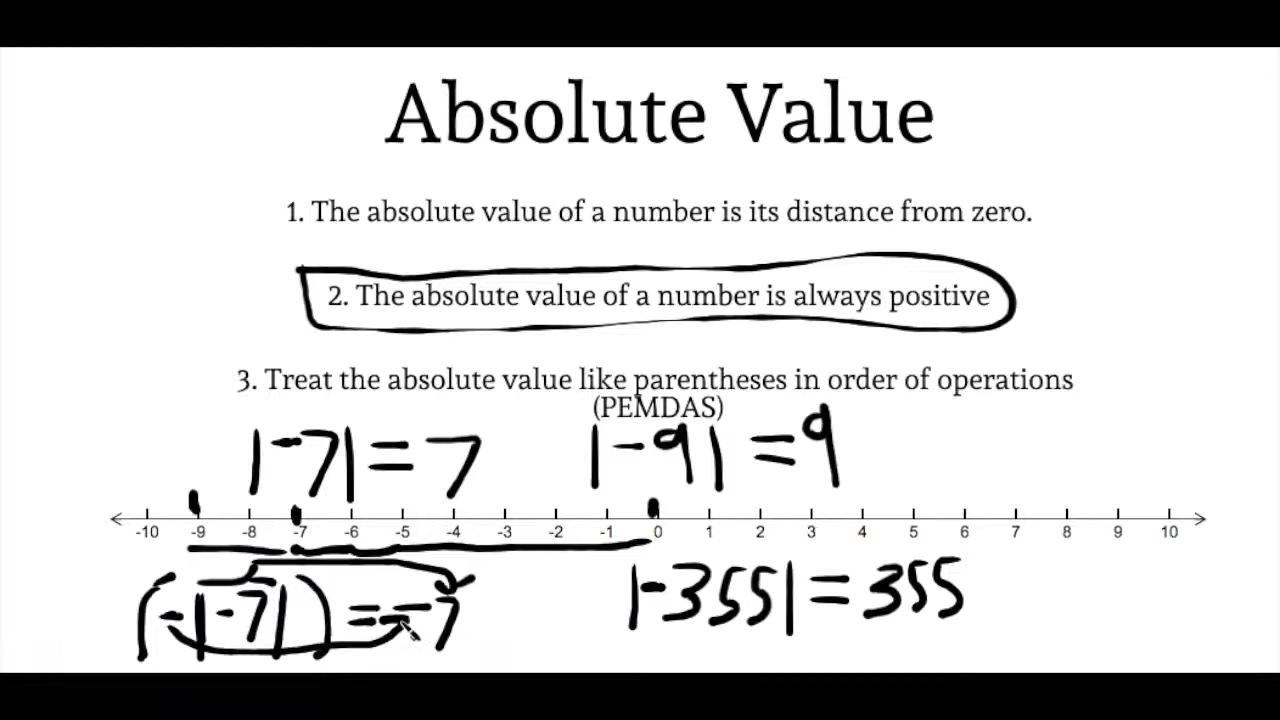 Absolute Value
1. The absolute value of a number is its distance from zero.
2. The absolute value of a number is always positive
3. Treat the absolute value like parentheses in order of operations
(PEMDAS)
|-7| = 7 |-9| = 9
-10 -9 -8 -7 -6 -5 -4 -3 -2 -1 0 1 2 3 4 5 6 7 8 9 10
(-|-7|) = -7 |-355| = 355